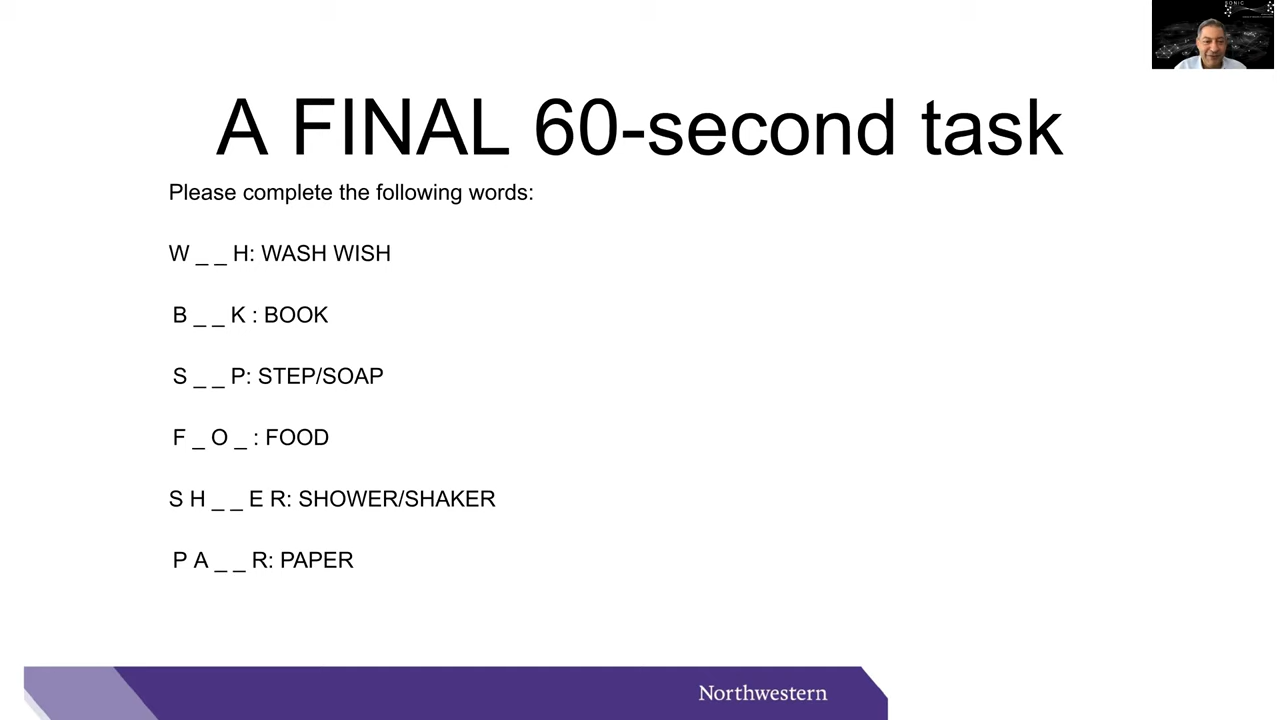 SONIC
A FINAL 60-second task
Please complete the following words:
W _ _ H: WASH WISH
B _ _ K : BOOK
S _ _ P: STEP/SOAP
F _ O _ : FOOD
S H _ _ E R: SHOWER/SHAKER
P A _ _ R: PAPER
Northwestern